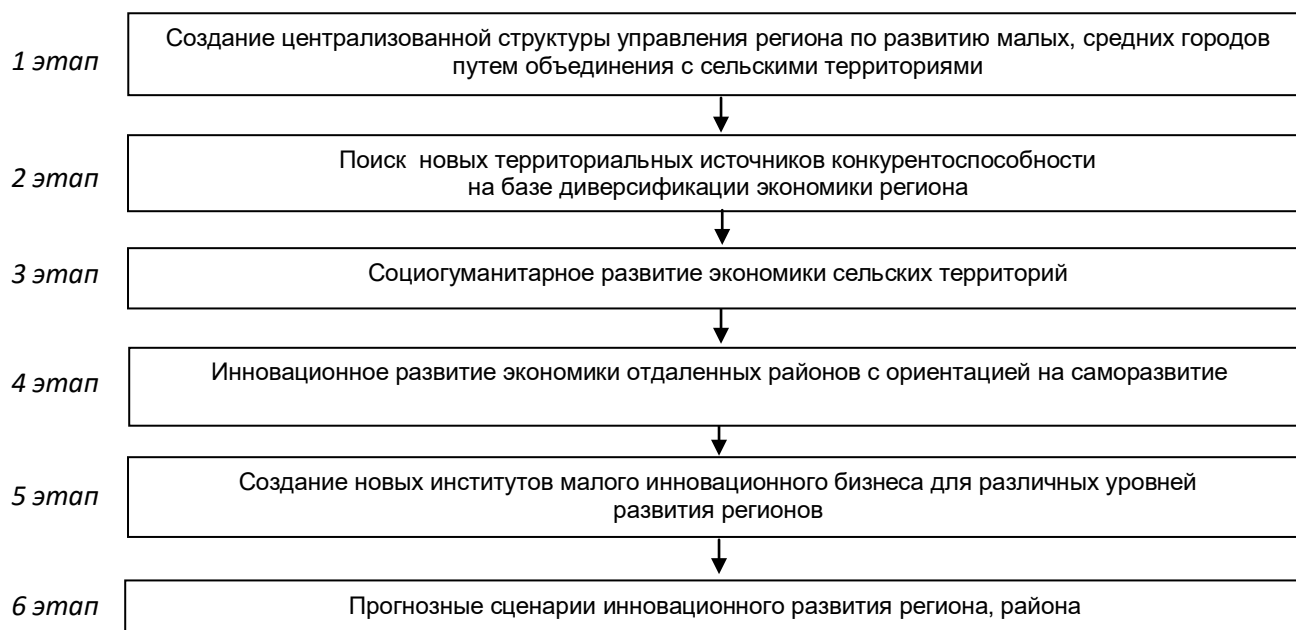 1 этап
Создание централизованной структуры управления региона по развитию малых, средних городов
путем объединения с сельскими территориями
2 этап
Поиск новых территориальных источников конкурентоспособности
на базе диверсификации экономики региона
3 этап
Социогуманитарное развитие экономики сельских территорий
4 этап
Инновационное развитие экономики отдаленных районов с ориентацией на саморазвитие
5 этап
Создание новых институтов малого инновационного бизнеса для различных уровней
развития регионов
6 этап
Прогнозные сценарии инновационного развития региона, района